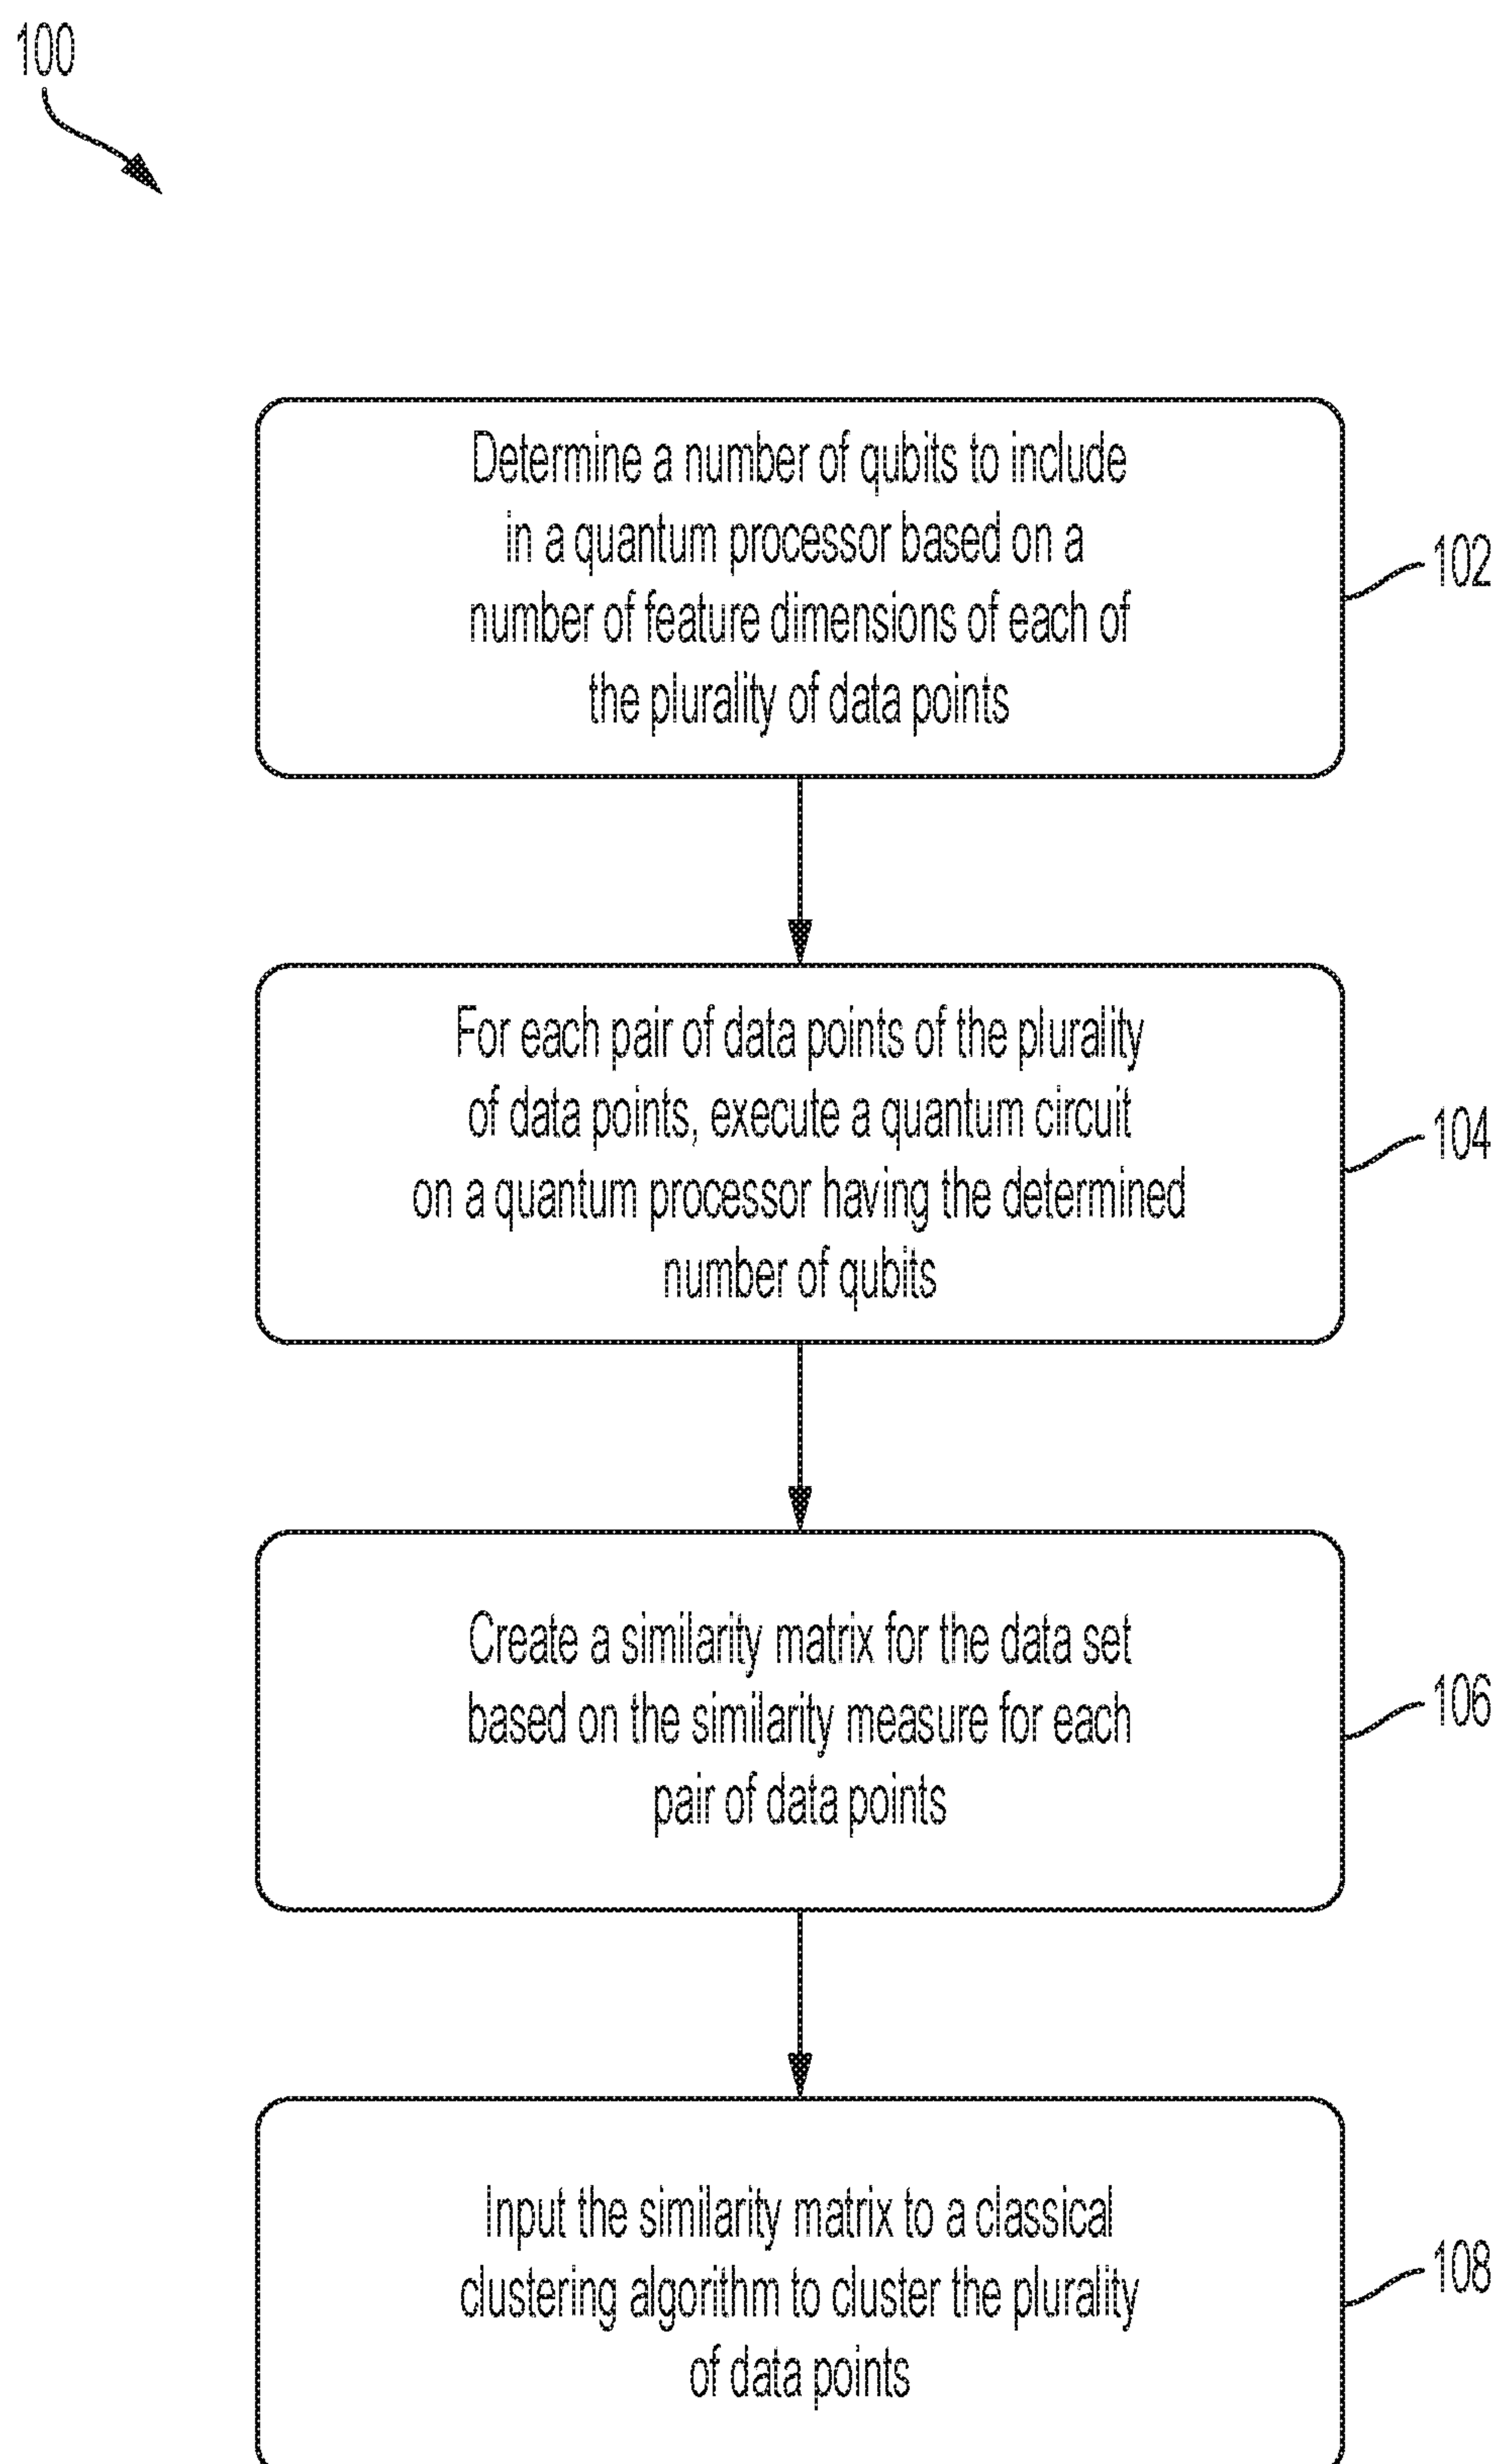 100
Determine a number of qubits to include
in a quantum processor based on a
number of feature dimensions of each of
the plurality of data points
102
For each pair of data points of the plurality
of data points, execute a quantum circuit
on a quantum processor having the determined
number of qubits
104
Create a similarity matrix for the data set
based on the similarity measure for each
pair of data points
106
Input the similarity matrix to a classical
clustering algorithm to cluster the plurality
of data points
108